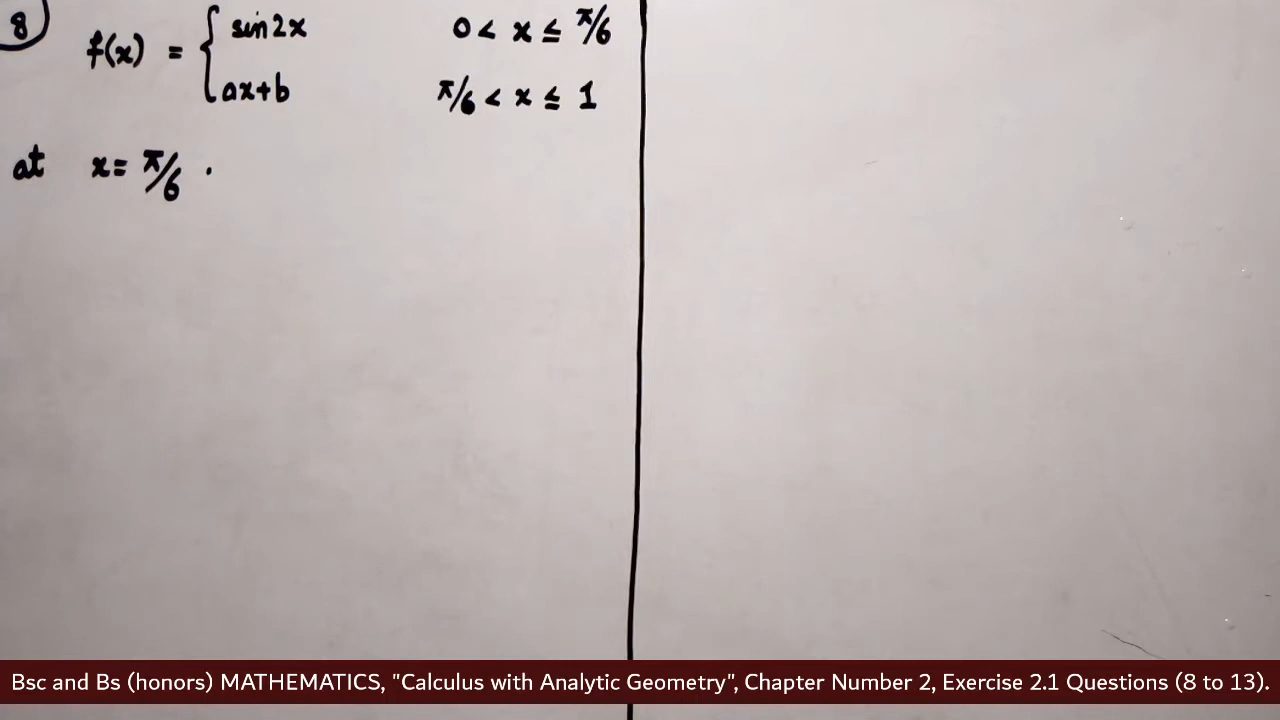 8 f(x) = { sin2x 0 < x ≤ π/6
ax+b π/6 < x ≤ 1
at x = π/6 .
Bsc and Bs (honors) MATHEMATICS, "Calculus with Analytic Geometry", Chapter Number 2, Exercise 2.1 Questions (8 to 13).